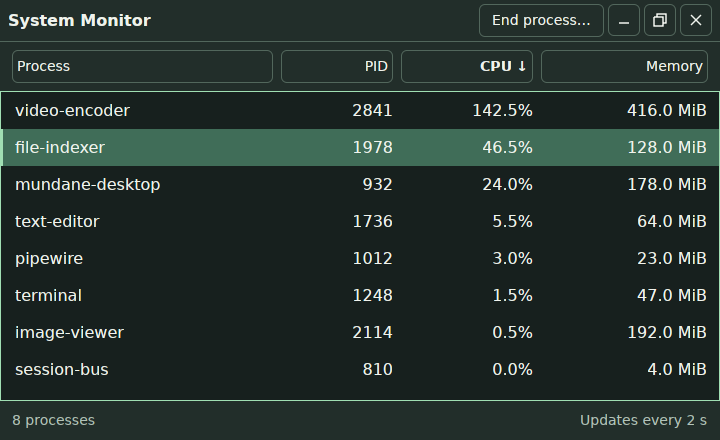 System Monitor End process...
Process PID CPU ↓ Memory
video-encoder 2841 142.5% 416.0 MiB
file-indexer 1978 46.5% 128.0 MiB
mundane-desktop 932 24.0% 178.0 MiB
text-editor 1736 5.5% 64.0 MiB
pipewire 1012 3.0% 23.0 MiB
terminal 1248 1.5% 47.0 MiB
image-viewer 2114 0.5% 192.0 MiB
session-bus 810 0.0% 4.0 MiB
8 processes Updates every 2 s